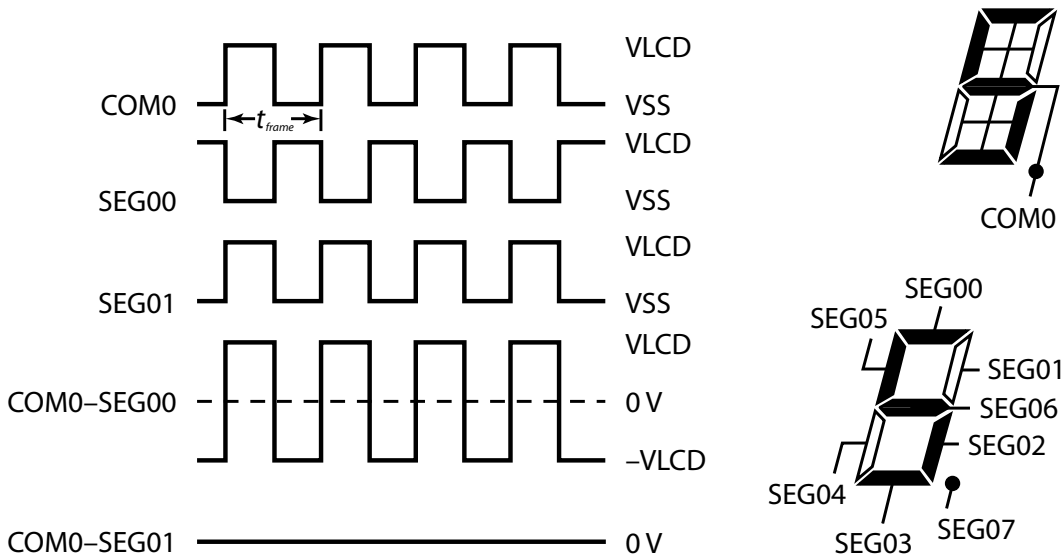 VLCD
COM0
VSS
t frame
VLCD
SEG00
VSS
VLCD
SEG01
VSS
VLCD
COM0–SEG00
0 V
–VLCD
COM0–SEG01
0 V
COM0
SEG00
SEG05
SEG01
SEG06
SEG02
SEG04
SEG07
SEG03